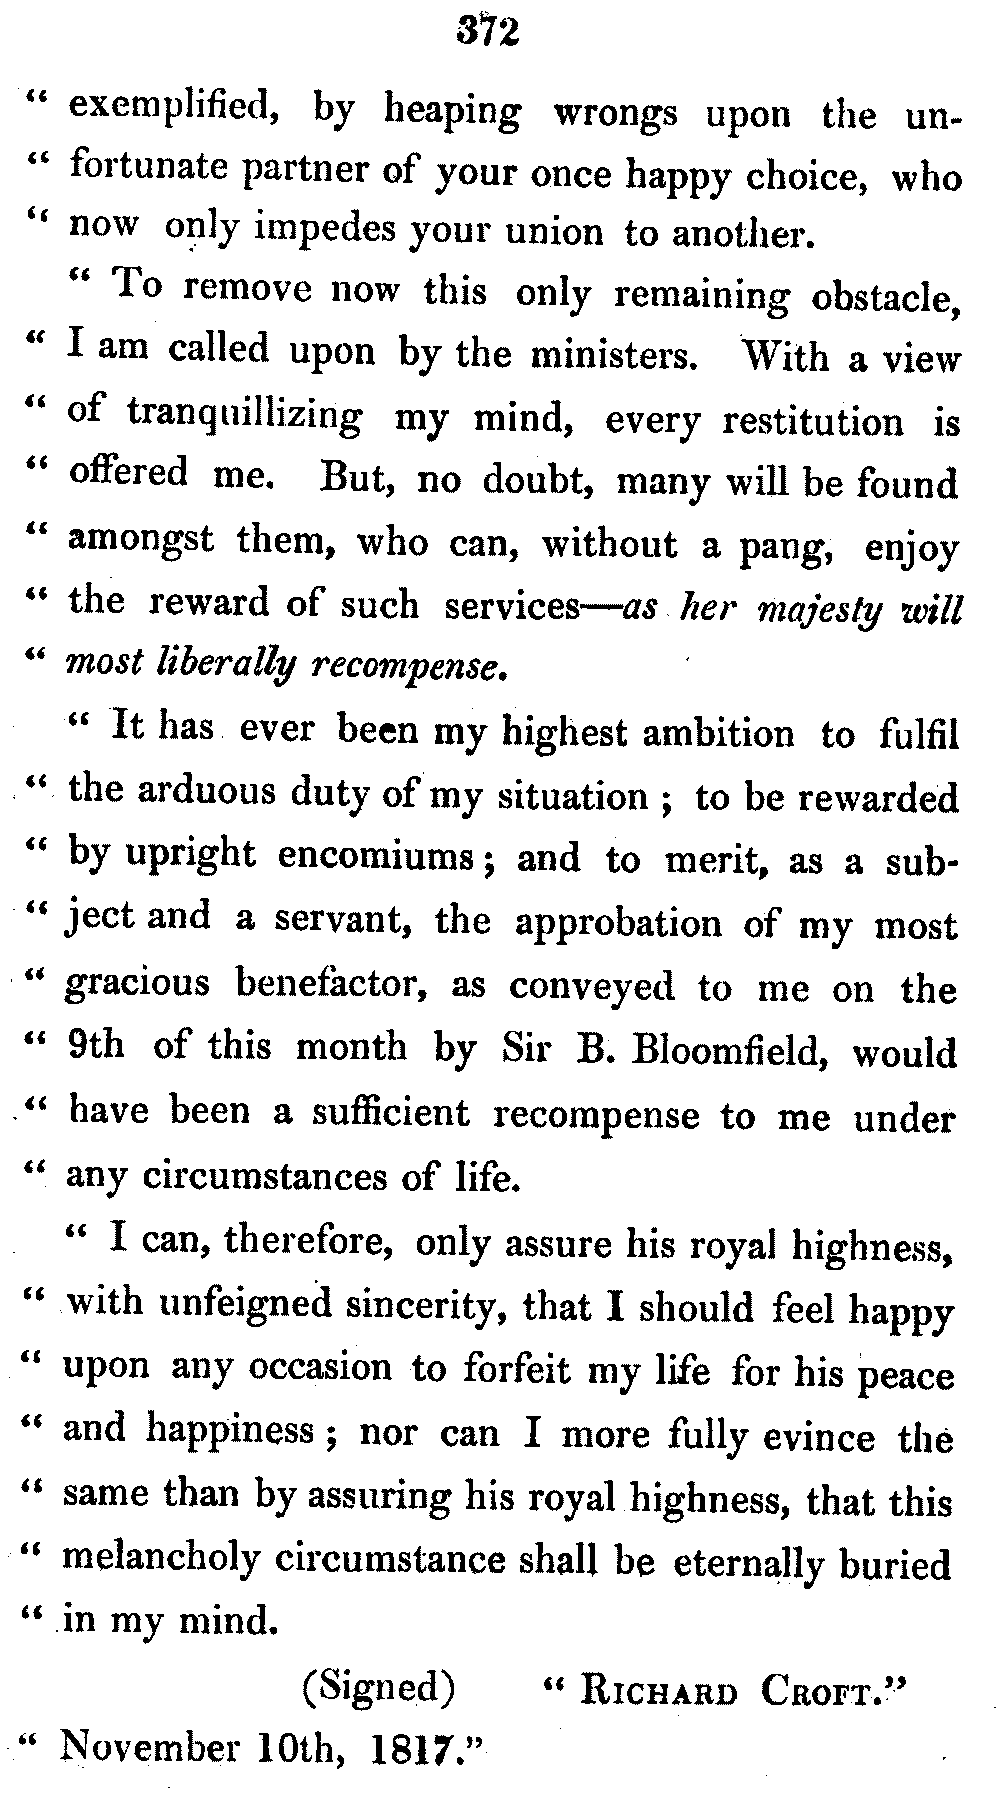 372
“ exemplified, by heaping wrongs upon the un-
“ fortunate partner of your once happy choice, who
“ now only impedes your union to another.
“ To remove now this only remaining obstacle,
“ I am called upon by the ministers. With a view
“ of tranquillizing my mind, every restitution is
“ offered me. But, no doubt, many will be found
“ amongst them, who can, without a pang, enjoy
“ the reward of such services—as her majesty will
“ most liberally recompense.
“ It has ever been my highest ambition to fulfil
“ the arduous duty of my situation ; to be rewarded
“ by upright encomiums ; and to merit, as a sub-
“ ject and a servant, the approbation of my most
“ gracious benefactor, as conveyed to me on the
“ 9th of this month by Sir B. Bloomfield, would
“ have been a sufficient recompense to me under
“ any circumstances of life.
“ I can, therefore, only assure his royal highness,
“ with unfeigned sincerity, that I should feel happy
“ upon any occasion to forfeit my life for his peace
“ and happiness ; nor can I more fully evince the
“ same than by assuring his royal highness, that this
“ melancholy circumstance shall be eternally buried
“ in my mind.
(Signed) “ RICHARD CROFT.”
“ November 10th, 1817.”